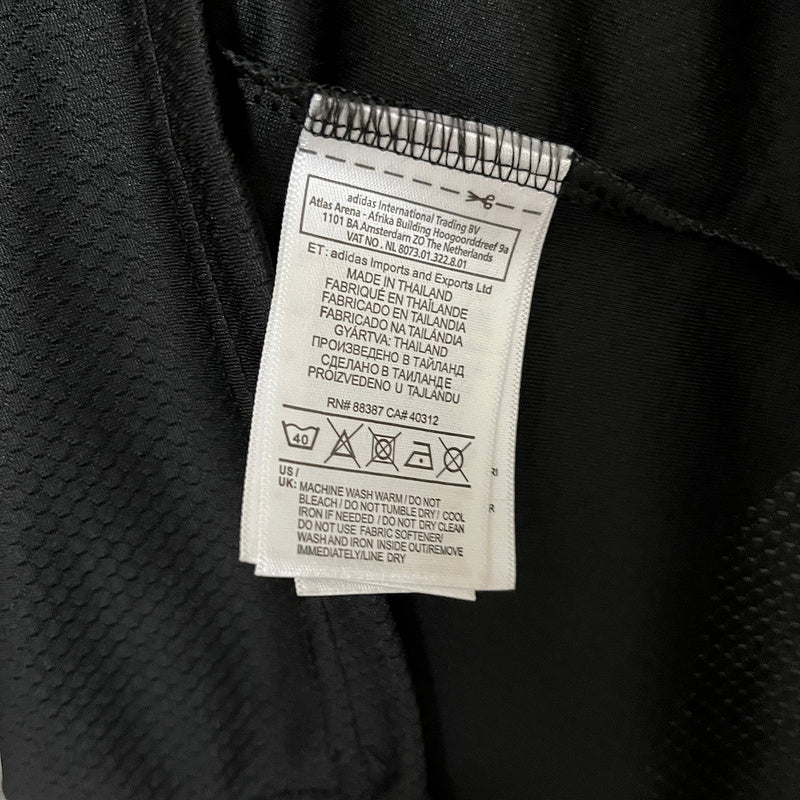 adidas International Trading BV
Atlas Arena - Afrika Building Hoogoorddreef 9a
1101 BA Amsterdam ZO The Netherlands
VAT NO. NL 8073.01.322.8.01
ET: adidas Imports and Exports Ltd
MADE IN THAILAND
FABRIQUÉ EN THAÏLANDE
FABRICADO EN TAILANDIA
FABRICADO NA TAILÂNDIA
GYÁRTVA: THAILAND
ПРОИЗВЕДЕНО В ТАЙЛАНД
СДЕЛАНО В ТАИЛАНДЕ
PROIZVEDENO U TAJLANDU
RN# 88387 CA# 40312
40
US /
UK: MACHINE WASH WARM / DO NOT
BLEACH / DO NOT TUMBLE DRY / COOL
IRON IF NEEDED / DO NOT DRY CLEAN
DO NOT USE FABRIC SOFTENER/
WASH AND IRON INSIDE OUT/REMOVE
IMMEDIATELY/LINE DRY